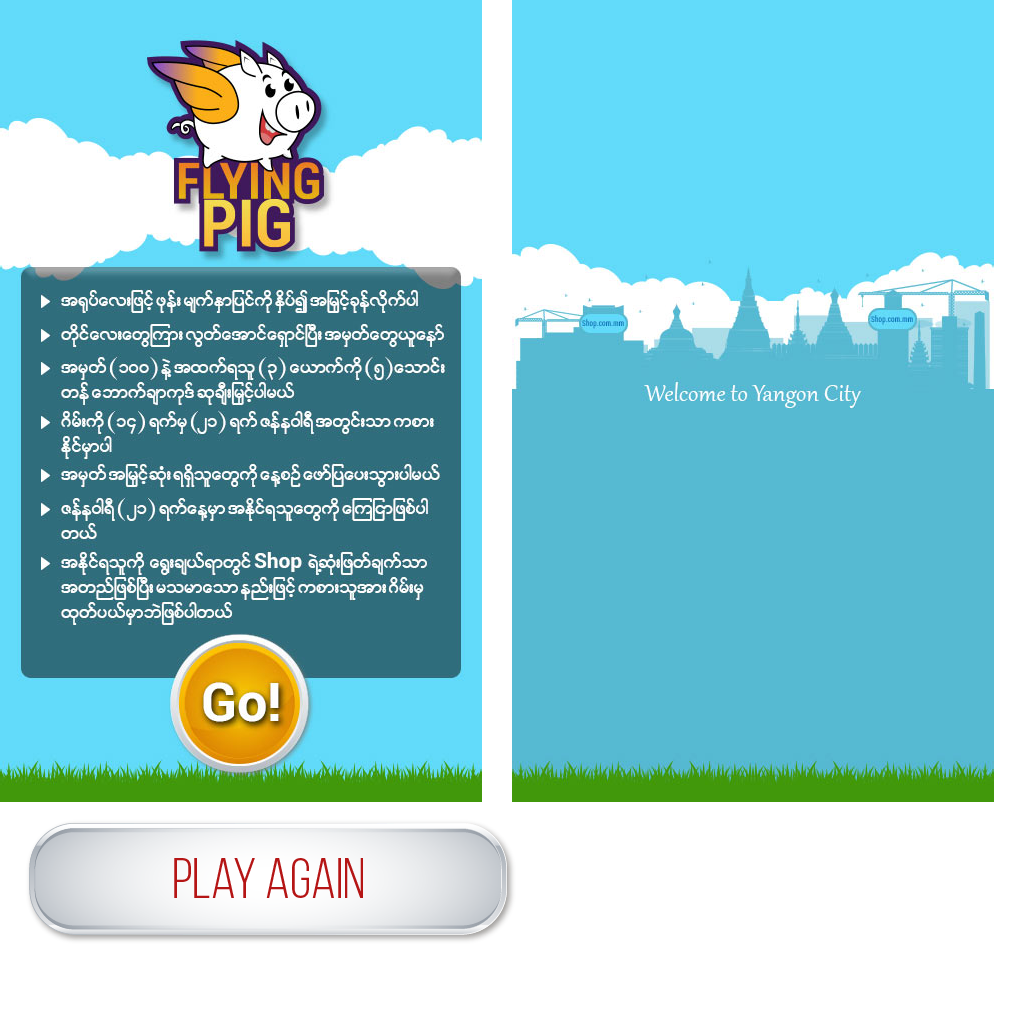 FLYING
PIG
အရုပ်လေးဖြင့် ဖုန်း မျက်နှာပြင်ကို နှိပ်၍ အမြှင့်ခုန်လိုက်ပါ
တိုင်လေးတွေကြား လွတ်အောင်ရှောင်ပြီး အမှတ်တွေယူနော်
အမှတ် (၁၀၀) နဲ့ အထက်ရသူ (၃) ယောက်ကို (၅)သောင်း
တန် ဘောက်ချာကုဒ် ဆုချီးမြှင့်ပါမယ်
ဂိမ်းကို (၁၄) ရက်မှ (၂၁) ရက် ဇန်နဝါရီ အတွင်းသာ ကစား
နိုင်မှာပါ
အမှတ် အမြှင့်ဆုံး ရရှိသူတွေကို နေ့စဉ် ဖော်ပြပေးသွားပါမယ်
ဇန်နဝါရီ (၂၁) ရက်နေ့မှာ အနိုင်ရသူတွေကို ကြေငြာဖြစ်ပါ
တယ်
အနိုင်ရသူကို ရွေးချယ်ရာတွင် Shop ရဲ့ဆုံးဖြတ်ချက်သာ
အတည်ဖြစ်ပြီး မသမာသော နည်းဖြင့် ကစားသူအား ဂိမ်းမှ
ထုတ်ပယ်မှာဘဲဖြစ်ပါတယ်
Go!
Shop.com.mm
Shop.com.mm
Welcome to Yangon City
PLAY AGAIN